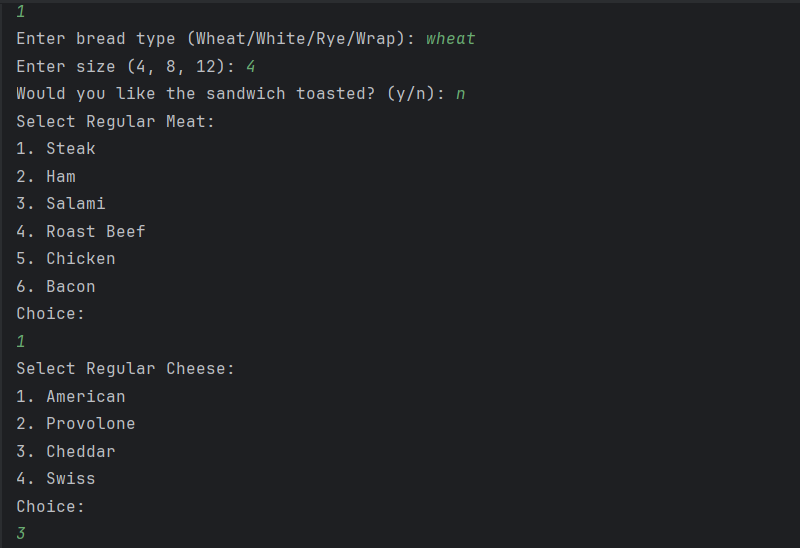 1
Enter bread type (Wheat/White/Rye/Wrap): wheat
Enter size (4, 8, 12): 4
Would you like the sandwich toasted? (y/n): n
Select Regular Meat:
1. Steak
2. Ham
3. Salami
4. Roast Beef
5. Chicken
6. Bacon
Choice:
1
Select Regular Cheese:
1. American
2. Provolone
3. Cheddar
4. Swiss
Choice:
3